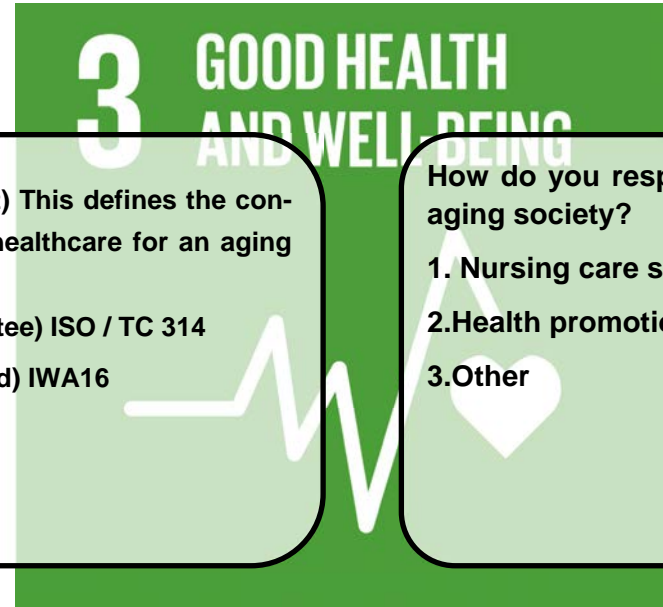 3 GOOD HEALTH
AND WELL-BEING
) This defines the con-
healthcare for an aging
tee) ISO / TC 314
d) IWA16
How do you resp
aging society?
1. Nursing care s
2.Health promotic
3.Other